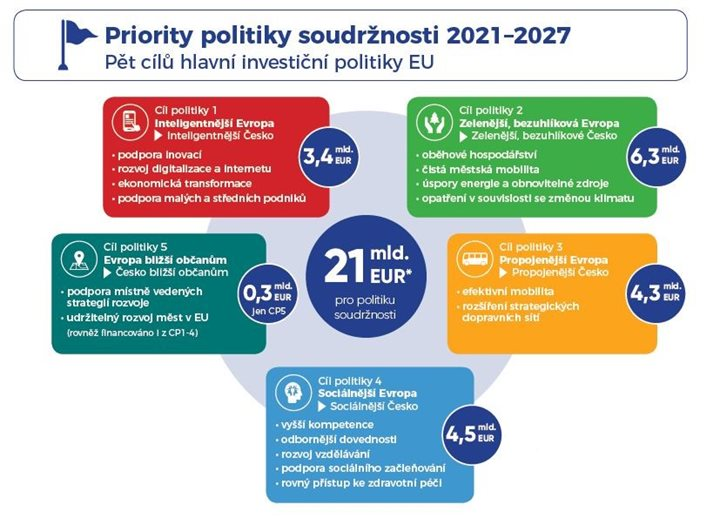 Priority politiky soudržnosti 2021–2027
Pět cílů hlavní investiční politiky EU
Cíl politiky 1
Inteligentnější Evropa
Inteligentnější Česko
• podpora inovací
• rozvoj digitalizace a internetu
• ekonomická transformace
• podpora malých a středních podniků
3,4 mld. EUR
Cíl politiky 2
Zelenější, bezuhlíková Evropa
Zelenější, bezuhlíkové Česko
• oběhové hospodářství
• čistá městská mobilita
• úspory energie a obnovitelné zdroje
• opatření v souvislosti se změnou klimatu
6,3 mld. EUR
Cíl politiky 5
Evropa bližší občanům
Česko bližší občanům
• podpora místně vedených
strategií rozvoje
• udržitelný rozvoj měst v EU
(rovněž financováno i z CP1-4)
0,3 mld. EUR
jen CP5
21 mld. EUR*
pro politiku
soudržnosti
Cíl politiky 3
Propojenější Evropa
Propojenější Česko
• efektivní mobilita
• rozšíření strategických
dopravních sítí
4,3 mld. EUR
Cíl politiky 4
Sociálnější Evropa
Sociálnější Česko
• vyšší kompetence
• odbornější dovednosti
• rozvoj vzdělávání
• podpora sociálního začleňování
• rovný přístup ke zdravotní péči
4,5 mld. EUR